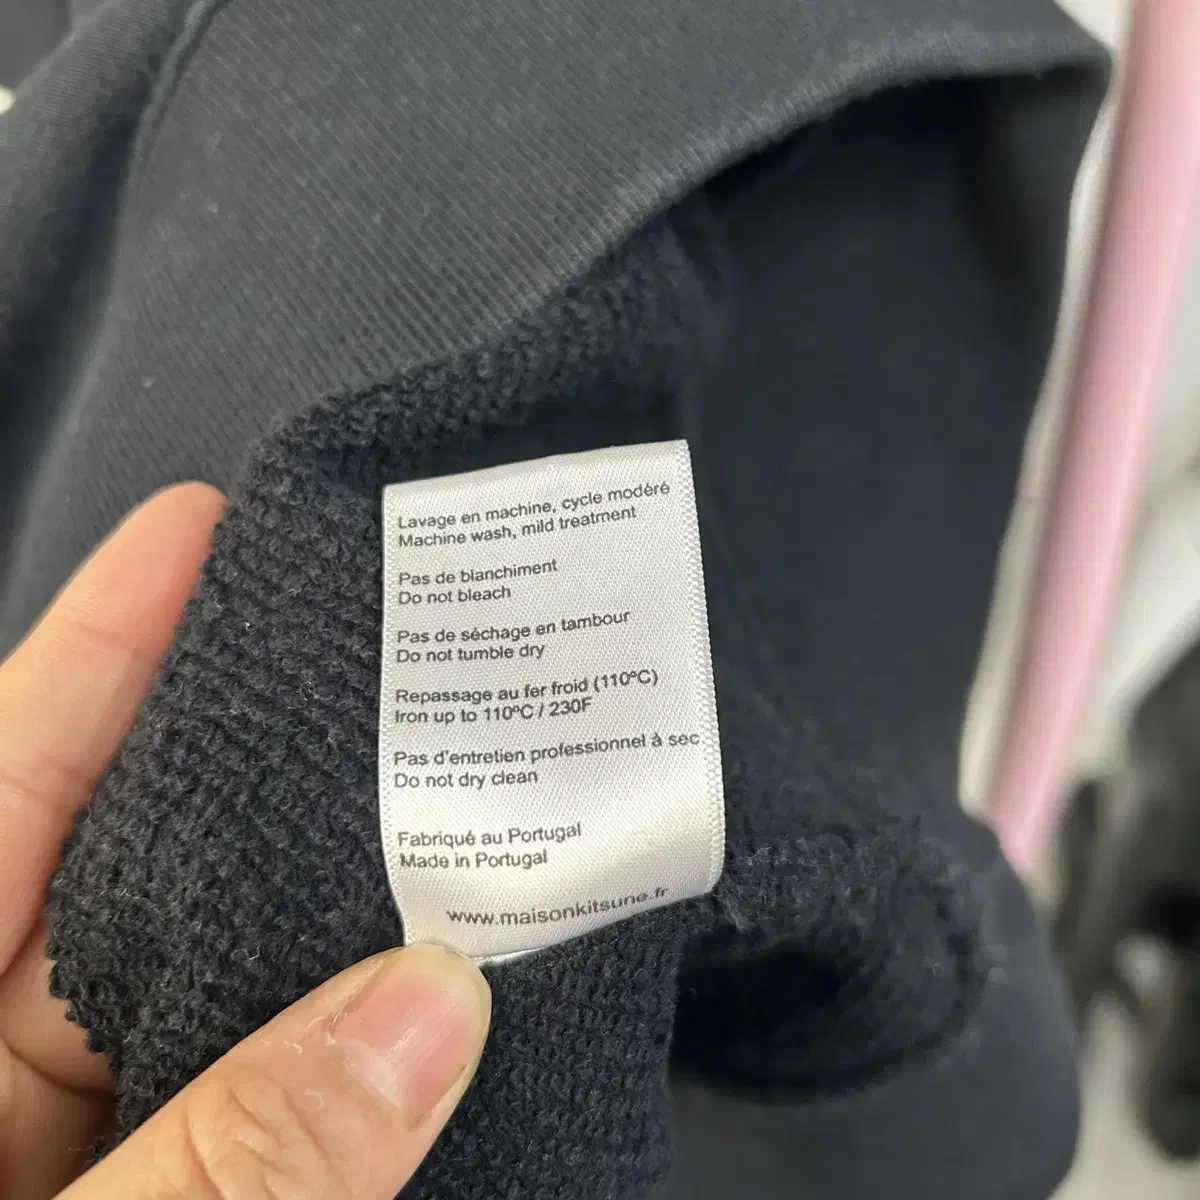 Lavage en machine, cycle modéré
Machine wash, mild treatment
Pas de blanchiment
Do not bleach
Pas de séchage en tambour
Do not tumble dry
Repassage au fer froid (110ºC)
Iron up to 110ºC / 230F
Pas d'entretien professionnel à sec
Do not dry clean
Fabriqué au Portugal
Made in Portugal
www.maisonkitsune.fr